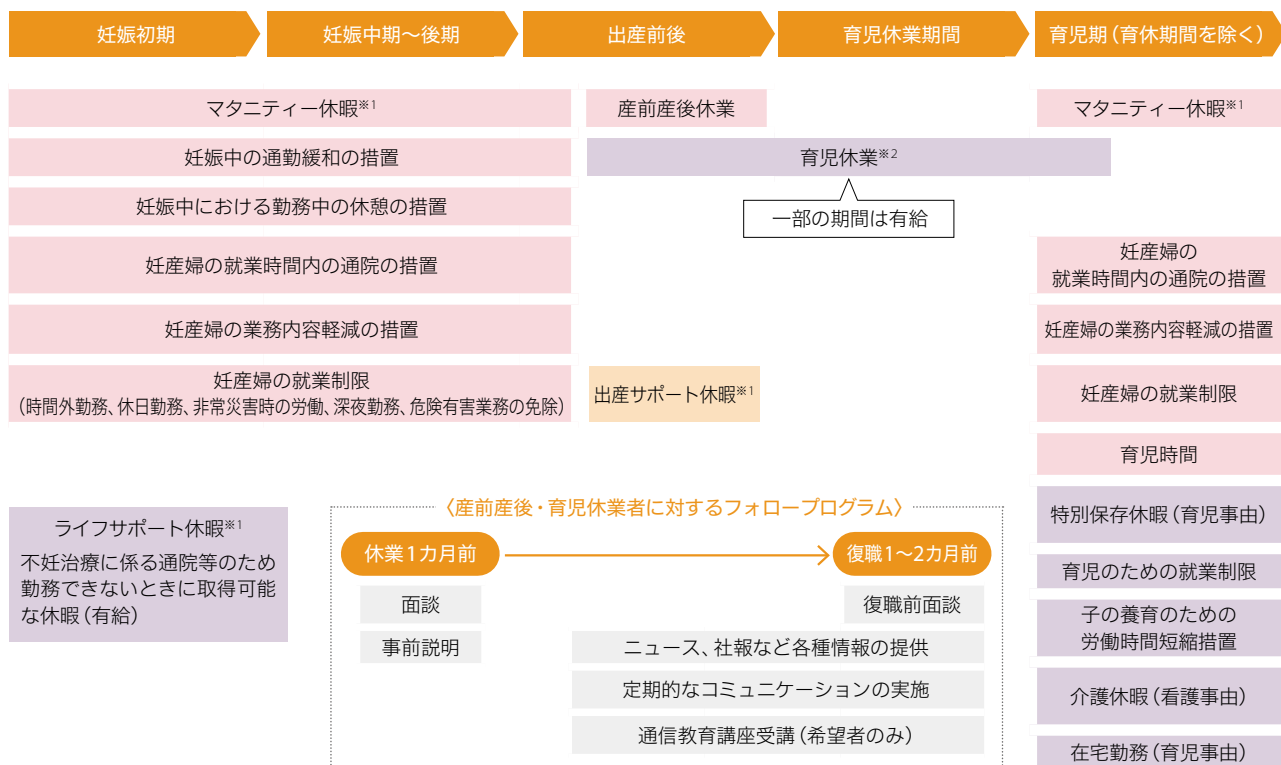 妊娠初期
妊娠中期～後期
出産前後
育児休業期間
育児期（育休期間を除く）
マタニティー休暇※1
産前産後休業
マタニティー休暇※1
妊娠中の通勤緩和の措置
育児休業※2
妊娠中における勤務中の休憩の措置
一部の期間は有給
妊産婦の就業時間内の通院の措置
妊産婦の
就業時間内の通院の措置
妊産婦の業務内容軽減の措置
妊産婦の業務内容軽減の措置
妊産婦の就業制限
（時間外勤務、休日勤務、非常災害時の労働、深夜勤務、危険有害業務の免除）
出産サポート休暇※1
妊産婦の就業制限
育児時間
ライフサポート休暇※1
不妊治療に係る通院等のため
勤務できないときに取得可能
な休暇（有給）
〈産前産後・育児休業者に対するフォロープログラム〉
休業1カ月前
復職1～2カ月前
面談
復職前面談
事前説明
ニュース、社報など各種情報の提供
定期的なコミュニケーションの実施
通信教育講座受講（希望者のみ）
特別保存休暇（育児事由）
育児のための就業制限
子の養育のための
労働時間短縮措置
介護休暇（看護事由）
在宅勤務（育児事由）